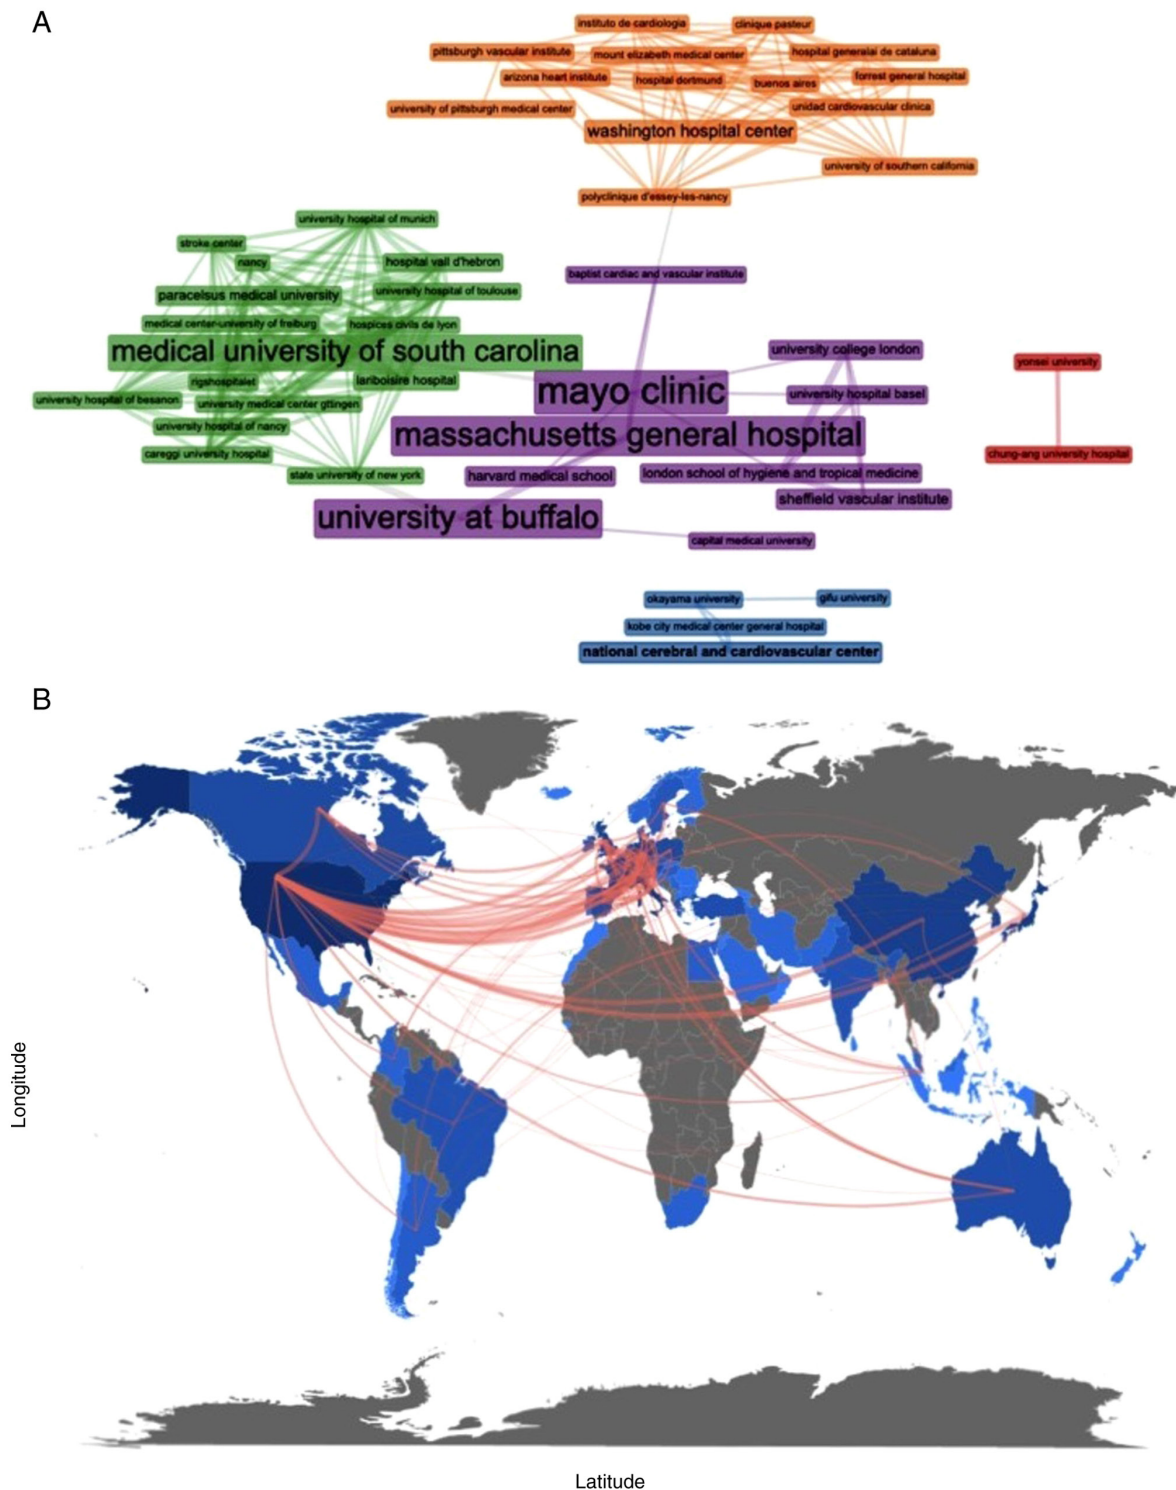 A
instituto de cardiologia
clinique pasteur
pittsburgh vascular institute
mount elizabeth medical center
hospital generalai de cataluna
arizona heart institute
hospital dortmund
buenos aires
forrest general hospital
university of pittsburgh medical center
unidad cardiovascular clinica
washington hospital center
university of southern california
polyclinique d'essey-les-nancy
university hospital of munich
stroke center
nancy
hospital vall d'hebron
baptist cardiac and vascular institute
paracelsus medical university
university hospital of toulouse
medical center-university of freiburg
hospices civils de lyon
medical university of south carolina
university college london
yonsei university
rigshospitalet
lariboisire hospital
mayo clinic
university hospital basel
university hospital of besanon
university medical center gttingen
university hospital of nancy
massachusetts general hospital
careggi university hospital
chung-ang university hospital
state university of new york
harvard medical school
london school of hygiene and tropical medicine
sheffield vascular institute
university at buffalo
capital medical university
okayama university
gifu university
kobe city medical center general hospital
national cerebral and cardiovascular center
B
Longitude
Latitude